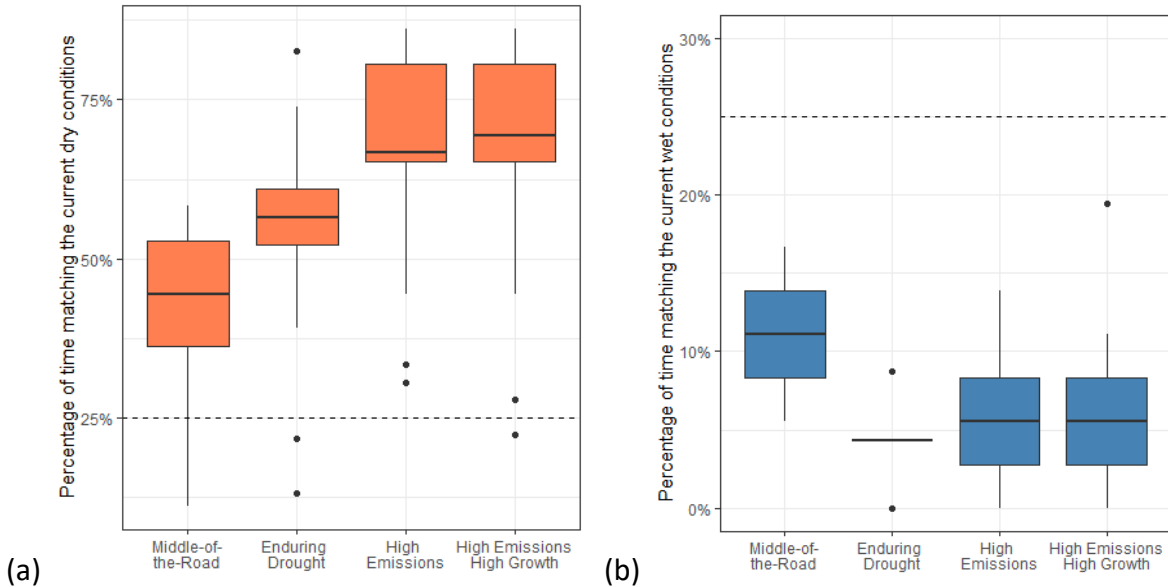 Percentage of time matching the current dry conditions
75%
50%
25%
Middle-of-
the-Road
Enduring
Drought
High
Emissions
High Emissions
High Growth
(a)
Percentage of time matching the current wet conditions
30%
20%
10%
0%
Middle-of-
the-Road
Enduring
Drought
High
Emissions
High Emissions
High Growth
(b)